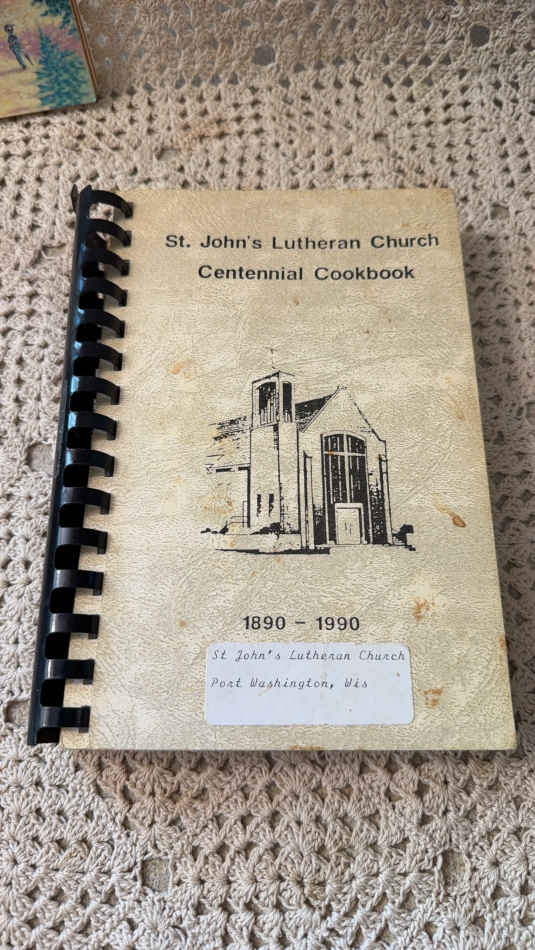 St. John's Lutheran Church
Centennial Cookbook
1890 - 1990
St John's Lutheran Church
Port Washington, Wis